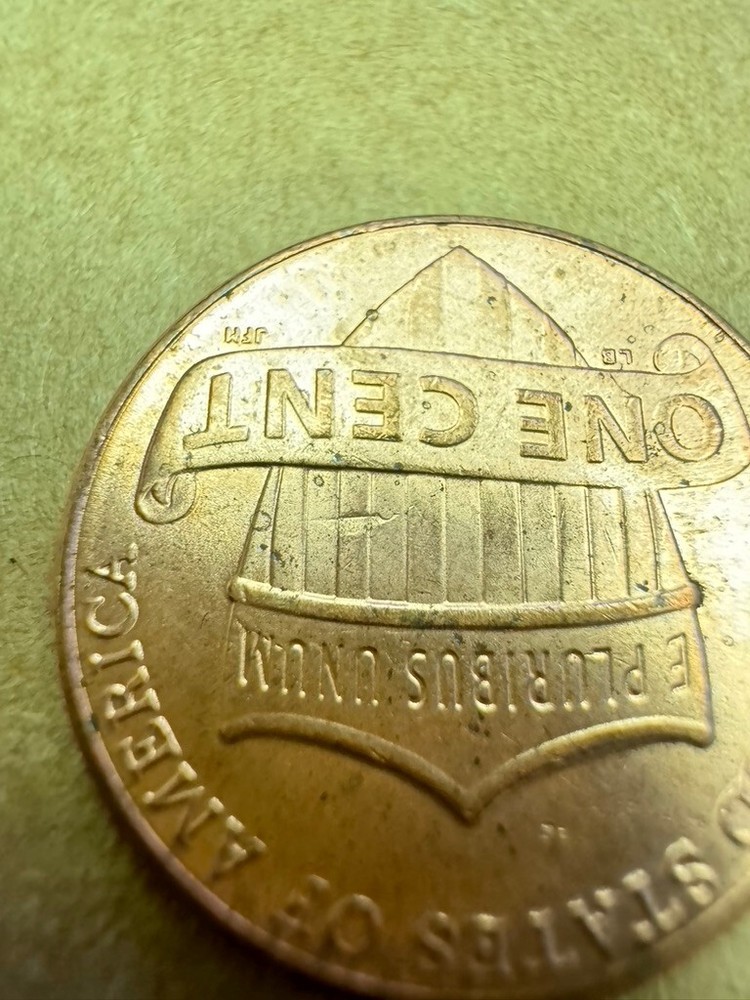 STATES OF AMERICA
E PLURIBUS UNUM
ONE CENT
LB
JFM